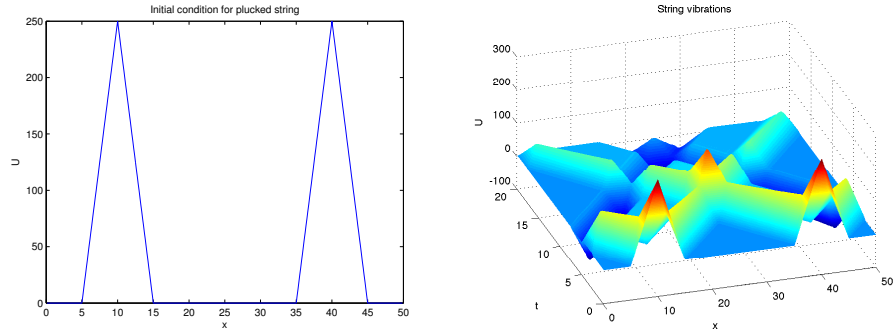 Initial condition for plucked string
250
200
150
100
50
0
U
0 5 10 15 20 25 30 35 40 45 50
x
String vibrations
300
200
100
0
-100
U
20
15
10
5
0
t
0 10 20 30 40 50
x